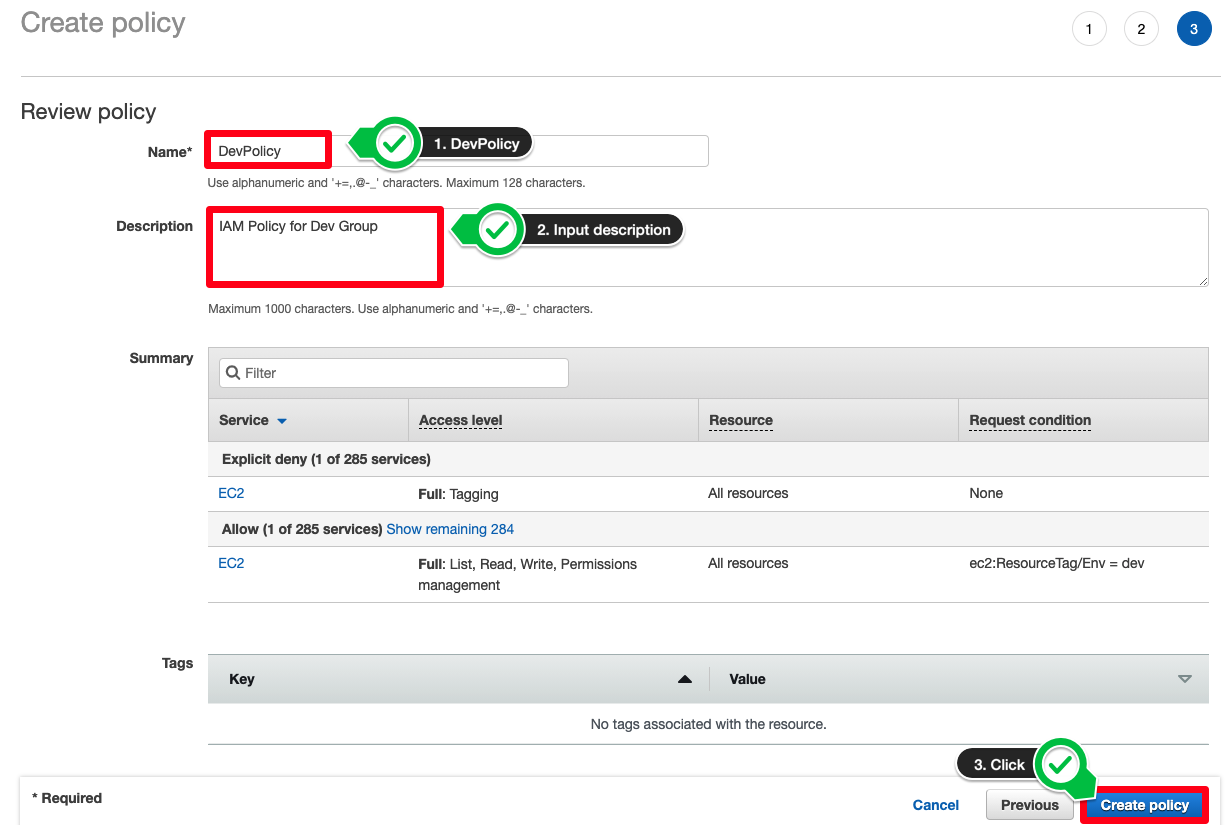 Create policy
1 2 3
Review policy
Name* DevPolicy 1. DevPolicy
Use alphanumeric and '+=,.@-_' characters. Maximum 128 characters.
Description IAM Policy for Dev Group 2. Input description
Maximum 1000 characters. Use alphanumeric and '+=,.@-_' characters.
Summary Filter
Service Access level Resource Request condition
Explicit deny (1 of 285 services)
EC2 Full: Tagging All resources None
Allow (1 of 285 services) Show remaining 284
EC2 Full: List, Read, Write, Permissions All resources ec2:ResourceTag/Env = dev
management
Tags
Key Value
No tags associated with the resource.
3. Click
* Required Cancel Previous Create policy